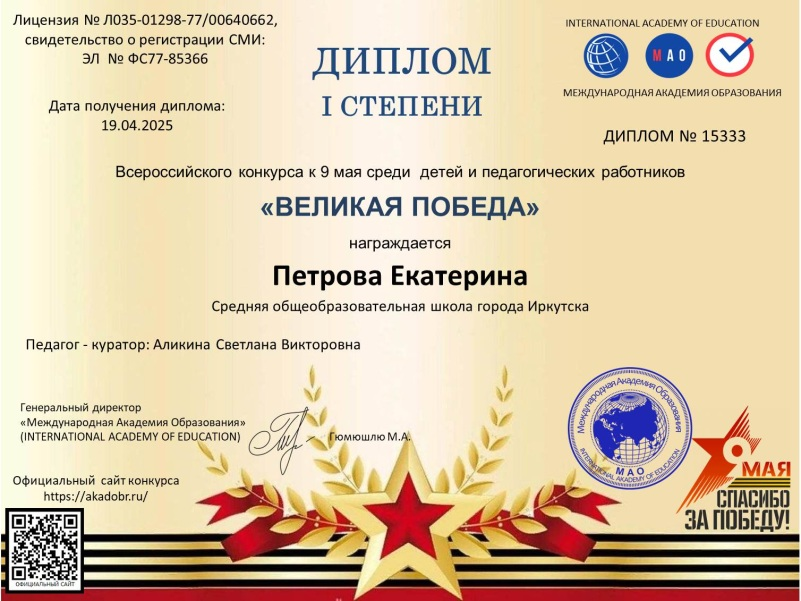 Лицензия № Л035-01298-77/00640662,
свидетельство о регистрации СМИ:
ЭЛ № ФС77-85366
Дата получения диплома:
19.04.2025
ДИПЛОМ
I СТЕПЕНИ
INTERNATIONAL ACADEMY OF EDUCATION
МАО
МЕЖДУНАРОДНАЯ АКАДЕМИЯ ОБРАЗОВАНИЯ
ДИПЛОМ № 15333
Всероссийского конкурса к 9 мая среди детей и педагогических работников
«ВЕЛИКАЯ ПОБЕДА»
награждается
Петрова Екатерина
Средняя общеобразовательная школа города Иркутска
Педагог - куратор: Аликина Светлана Викторовна
Генеральный директор
«Международная Академия Образования»
(INTERNATIONAL ACADEMY OF EDUCATION)
Гюмюшлю М.А.
Международная Академия Образования
МАО
INTERNATIONAL ACADEMY OF EDUCATION
9 МАЯ
СПАСИБО
ЗА ПОБЕДУ!
Официальный сайт конкурса
https://akadobr.ru/
ОФИЦИАЛЬНЫЙ САЙТ